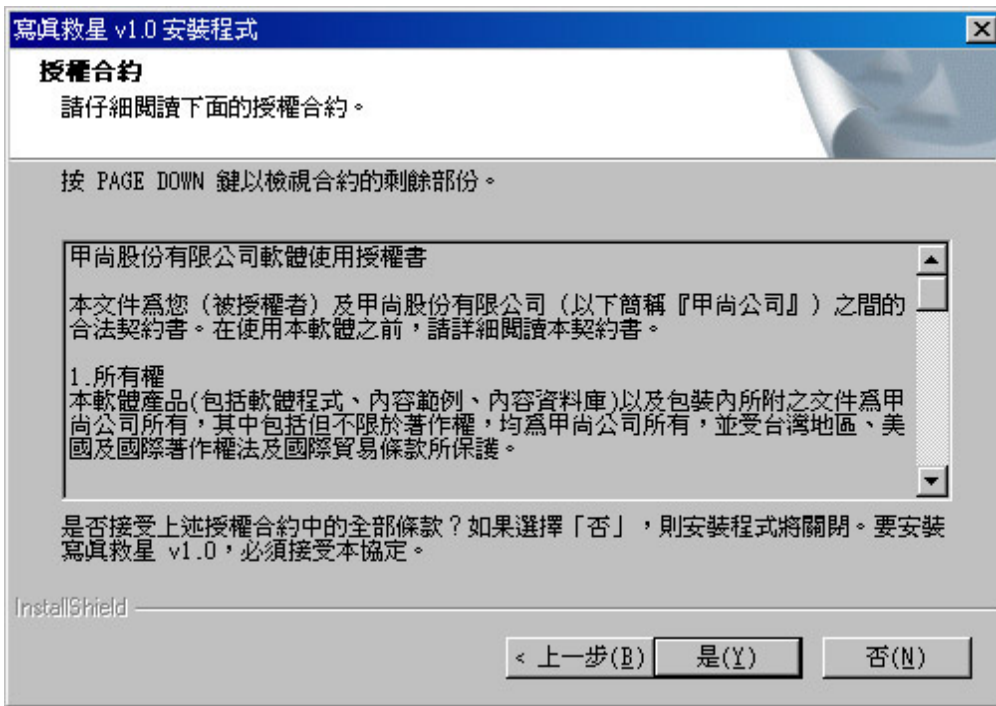 寫眞救星 v1.0 安裝程式
授權合約
請仔細閱讀下面的授權合約。
按 PAGE DOWN 鍵以檢視合約的剩餘部份。
甲尚股份有限公司軟體使用授權書
本文件爲您（被授權者）及甲尚股份有限公司（以下簡稱『甲尚公司』）之間的
合法契約書。在使用本軟體之前，請詳細閱讀本契約書。
1.所有權
本軟體產品(包括軟體程式、內容範例、內容資料庫)以及包裝內所附之文件爲甲
尚公司所有，其中包括但不限於著作權，均爲甲尚公司所有，並受台灣地區、美
國及國際著作權法及國際貿易條款所保護。
是否接受上述授權合約中的全部條款？如果選擇「否」，則安裝程式將關閉。要安裝
寫眞救星 v1.0，必須接受本協定。
InstallShield
< 上一步(B)
是(Y)
否(N)